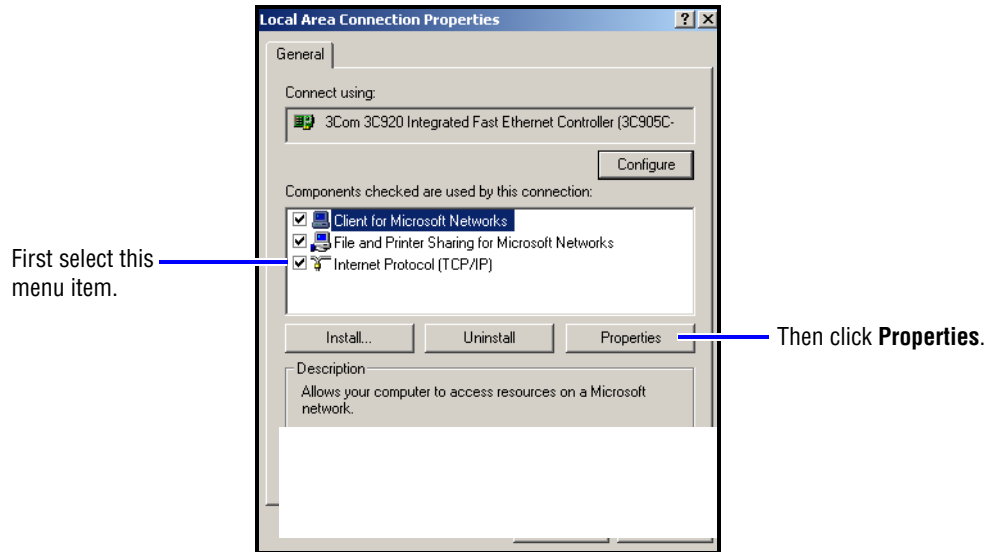 Local Area Connection Properties
General
Connect using:
3Com 3C920 Integrated Fast Ethernet Controller (3C905C-
Configure
Components checked are used by this connection:
Client for Microsoft Networks
File and Printer Sharing for Microsoft Networks
Internet Protocol (TCP/IP)
First select this
menu item.
Install...
Uninstall
Properties
Then click Properties.
Description
Allows your computer to access resources on a Microsoft
network.